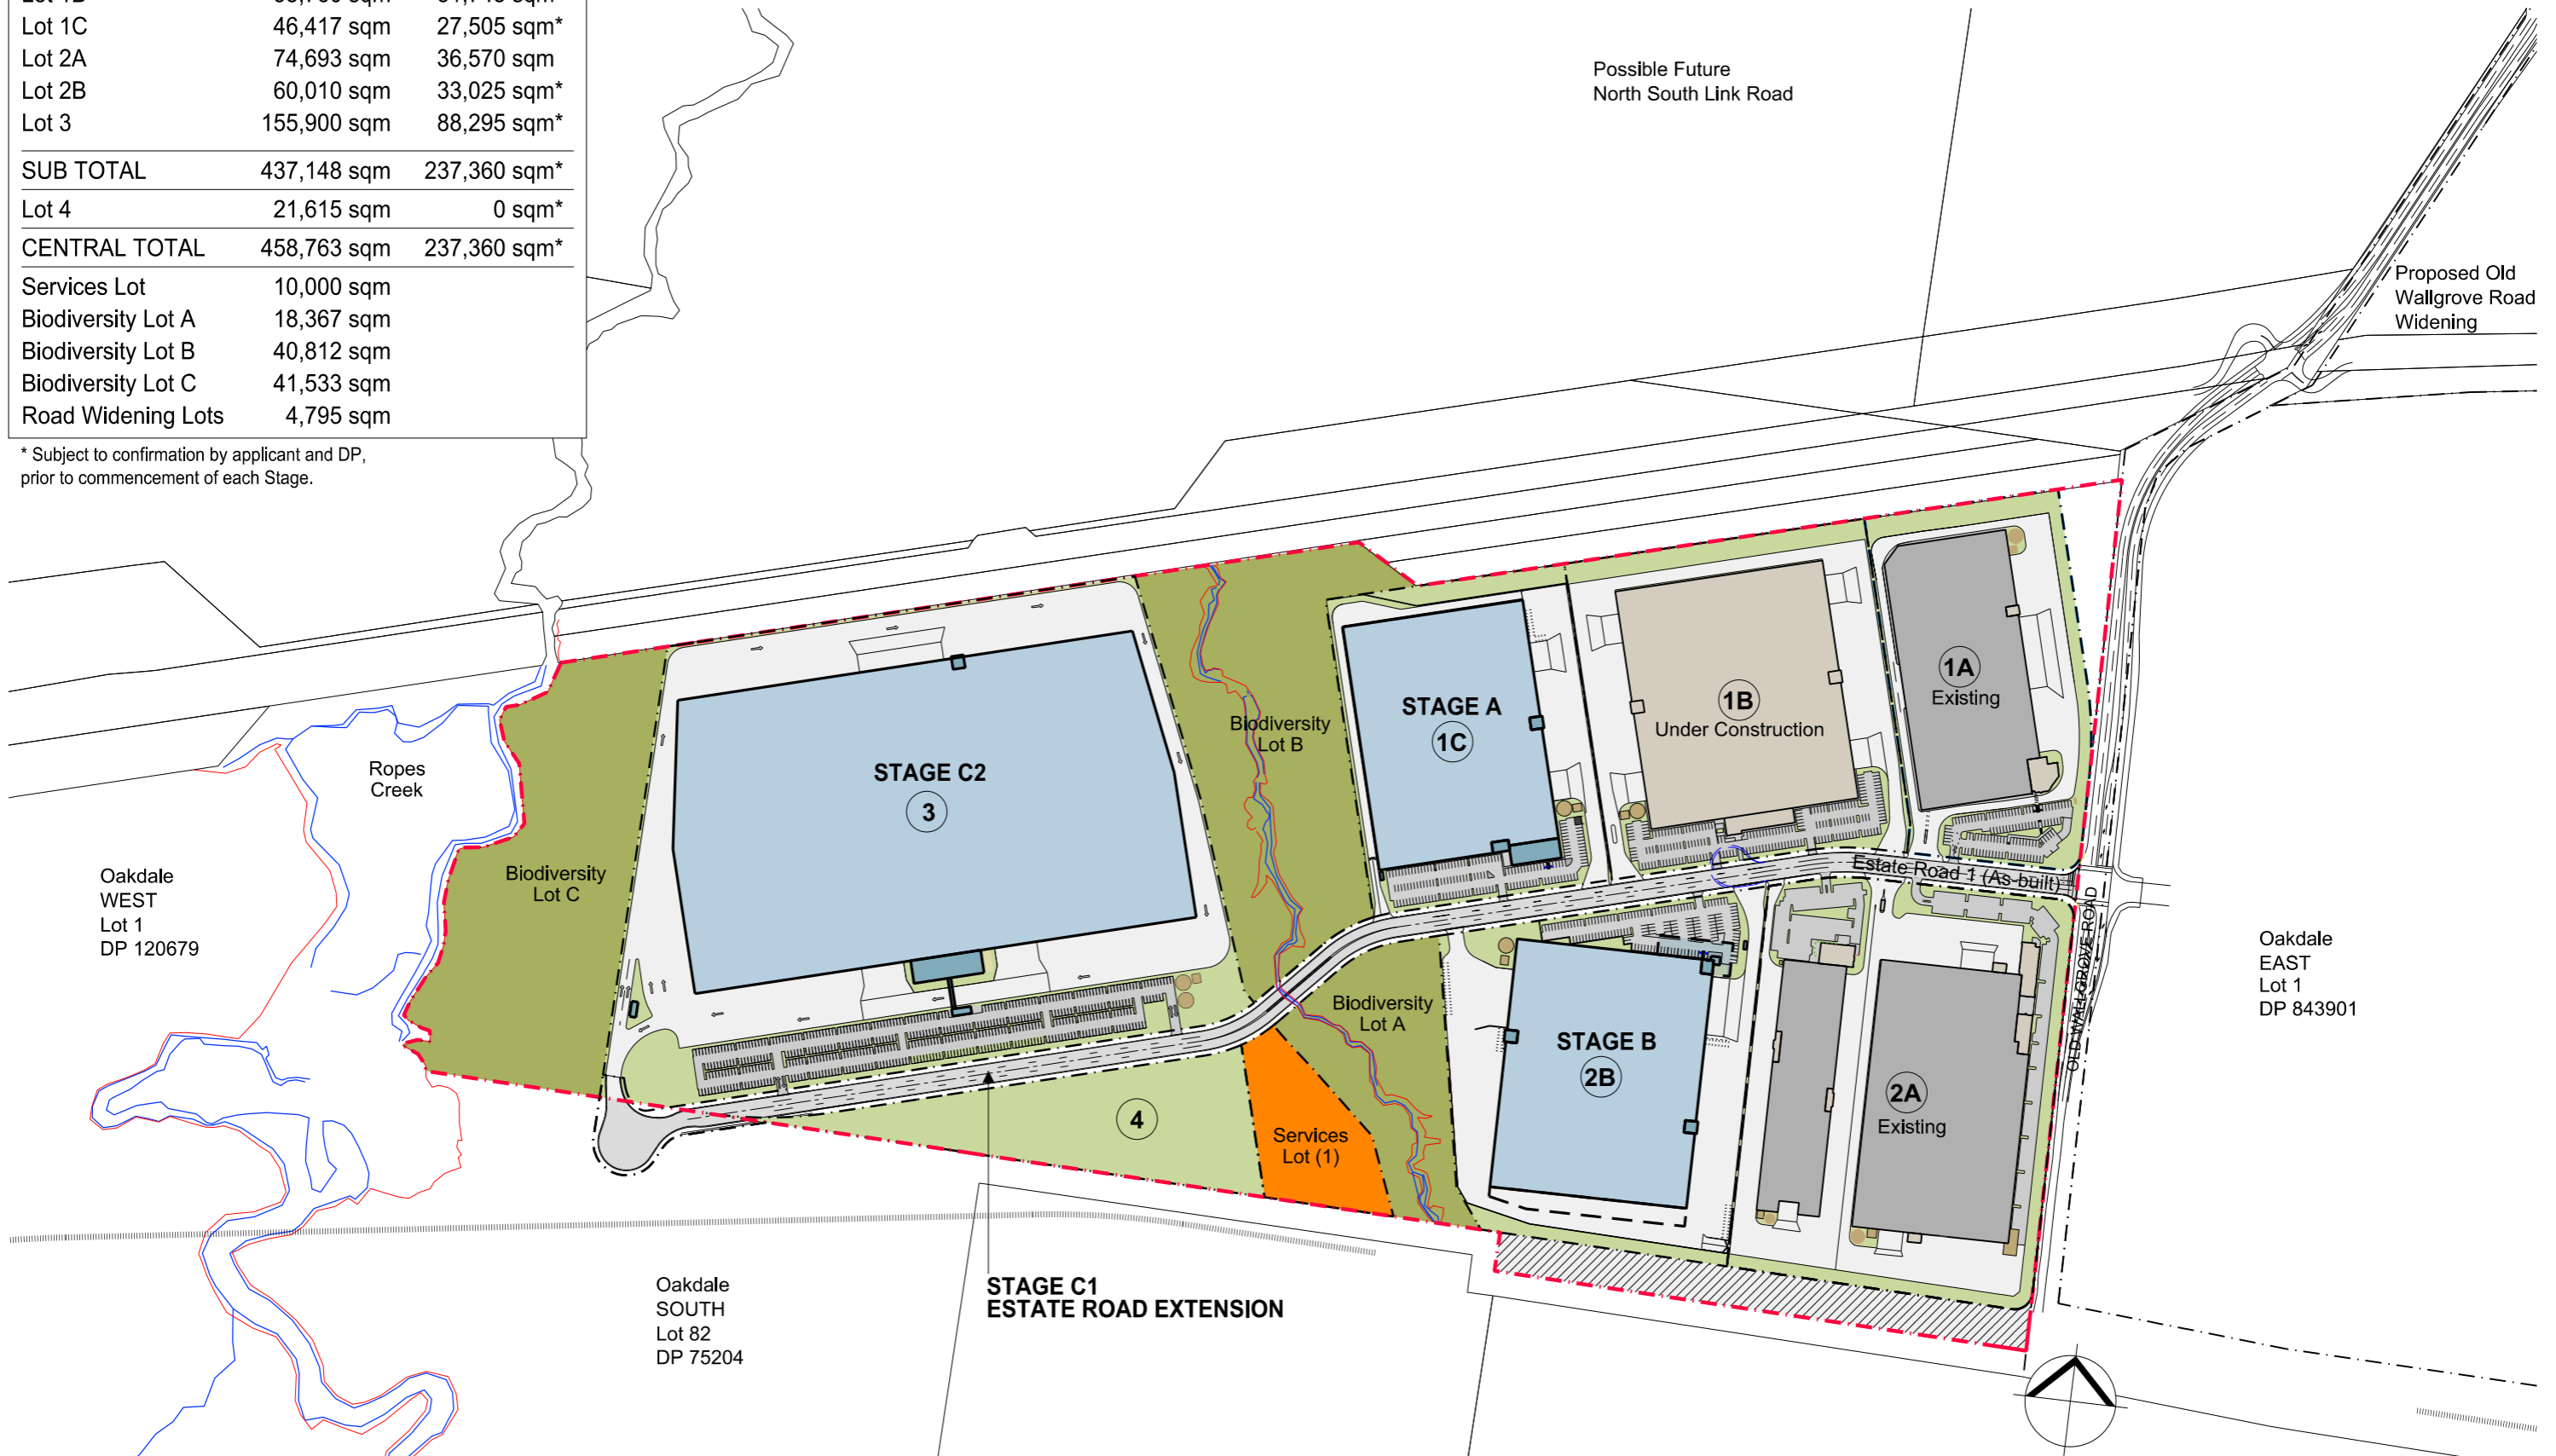 Lot 1C 46,417 sqm 27,505 sqm*
Lot 2A 74,693 sqm 36,570 sqm
Lot 2B 60,010 sqm 33,025 sqm*
Lot 3 155,900 sqm 88,295 sqm*
SUB TOTAL 437,148 sqm 237,360 sqm*
Lot 4 21,615 sqm 0 sqm*
CENTRAL TOTAL 458,763 sqm 237,360 sqm*
Services Lot 10,000 sqm
Biodiversity Lot A 18,367 sqm
Biodiversity Lot B 40,812 sqm
Biodiversity Lot C 41,533 sqm
Road Widening Lots 4,795 sqm
* Subject to confirmation by applicant and DP,
prior to commencement of each Stage.
Possible Future
North South Link Road
Proposed Old
Wallgrove Road
Widening
Ropes
Creek
Oakdale
WEST
Lot 1
DP 120679
Biodiversity
Lot C
STAGE C2
3
Biodiversity
Lot B
STAGE A
1C
1B
Under Construction
1A
Existing
Estate Road 1 (As-built)
OLD WALLGROVE ROAD
Oakdale
EAST
Lot 1
DP 843901
Biodiversity
Lot A
STAGE B
2B
2A
Existing
4
Services
Lot (1)
STAGE C1
ESTATE ROAD EXTENSION
Oakdale
SOUTH
Lot 82
DP 75204